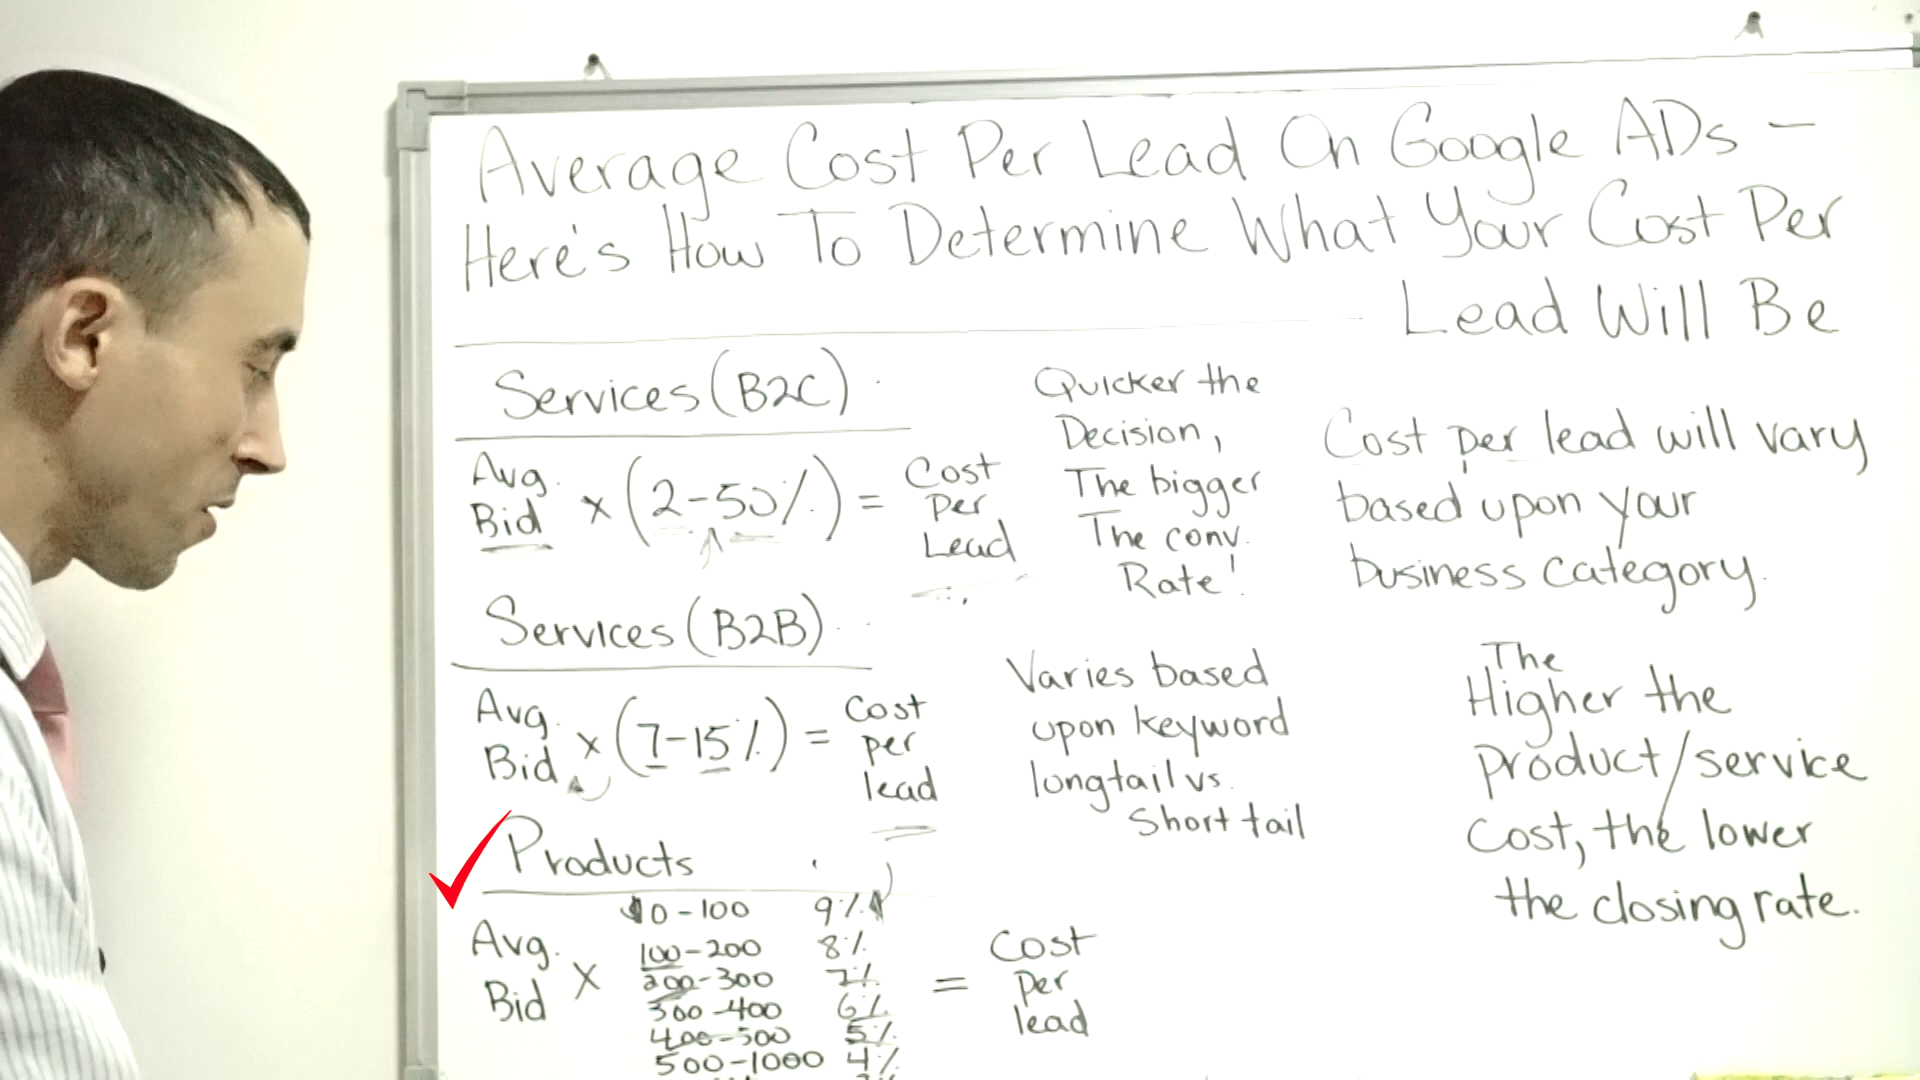 Average Cost Per Lead On Google ADs –
Here's How To Determine What Your Cost Per
Lead Will Be
Services (B2C)
Avg. Bid x (2-50%) = Cost Per Lead
Quicker the
Decision,
The bigger
The conv.
Rate!
Services (B2B)
Avg. Bid x (7-15%) = Cost per lead
Varies based
upon keyword
longtail vs.
Short tail
Products
Avg. Bid x
0-100 9%
100-200 8%
200-300 7%
300-400 6%
400-500 5%
500-1000 4%
= Cost per lead
Cost per lead will vary
based upon your
business category.
The
Higher the
product/service
Cost, the lower
the closing rate.